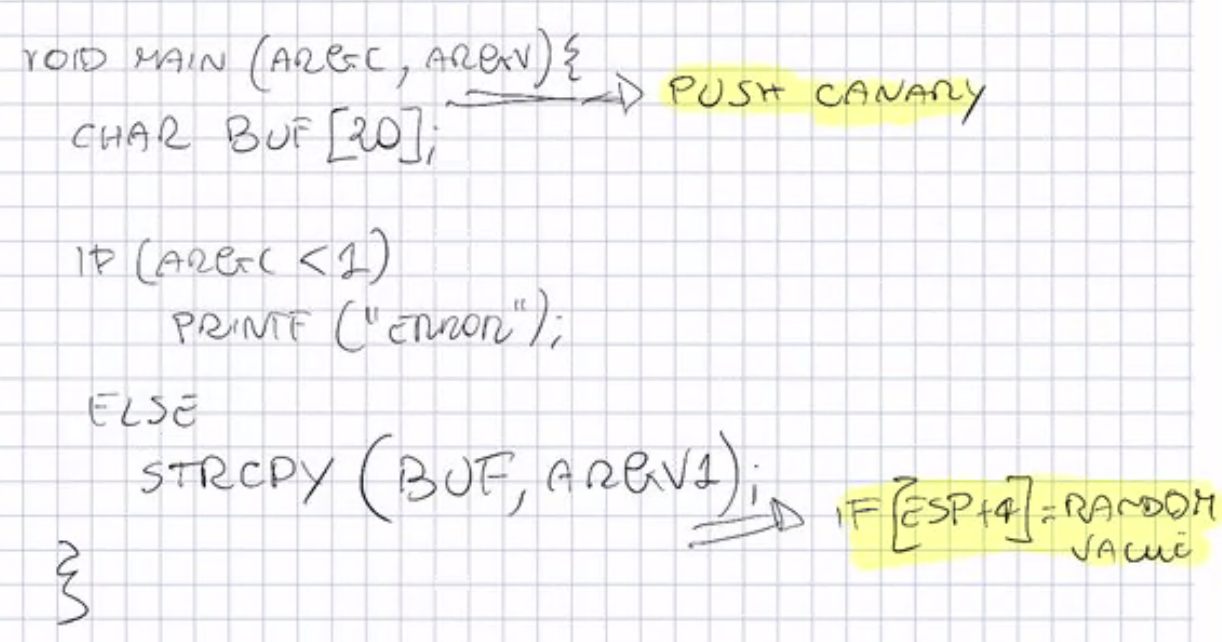 VOID MAIN (ARGC, ARGV){
PUSH CANARY
CHAR BUF [20];
IF (ARGC < 1)
PRINTF ("ERROR");
ELSE
STRCPY (BUF, ARGV1);
IF [ESP+4] = RANDOM
VALUE
}